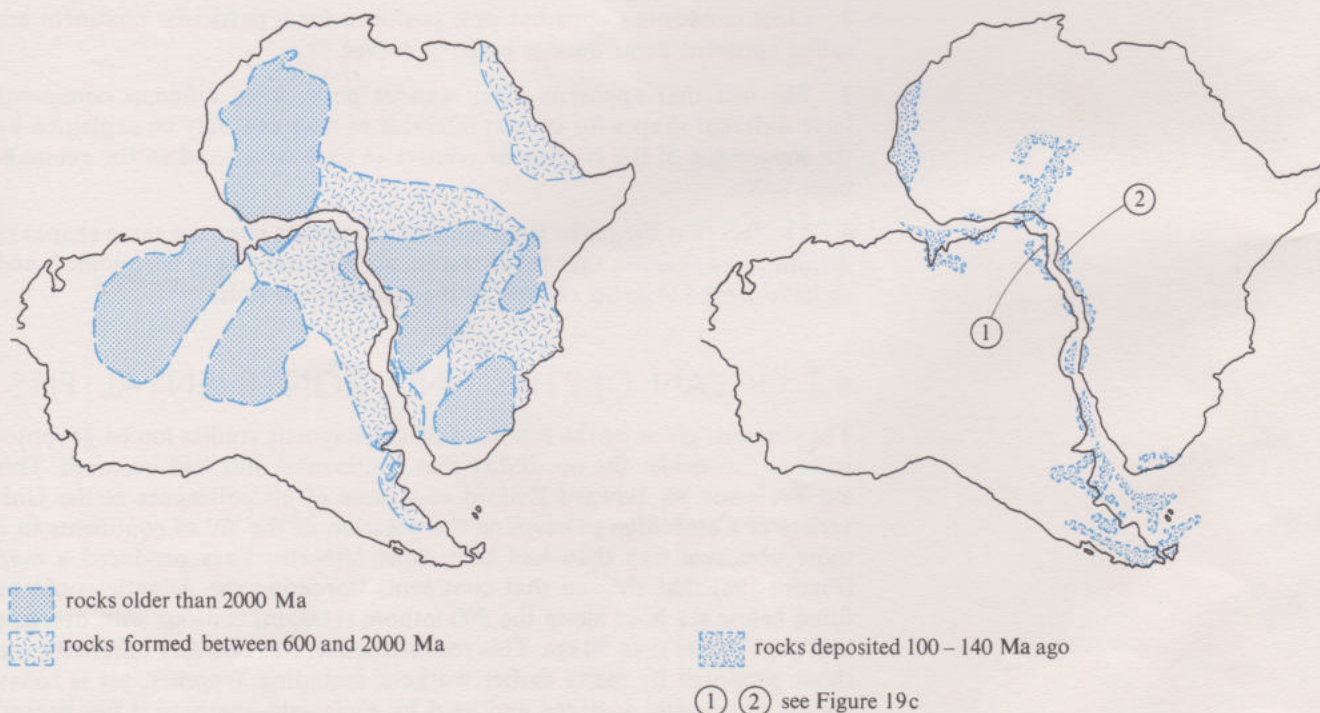 ②
①
rocks older than 2000 Ma
rocks formed between 600 and 2000 Ma
rocks deposited 100 – 140 Ma ago
① ② see Figure 19c